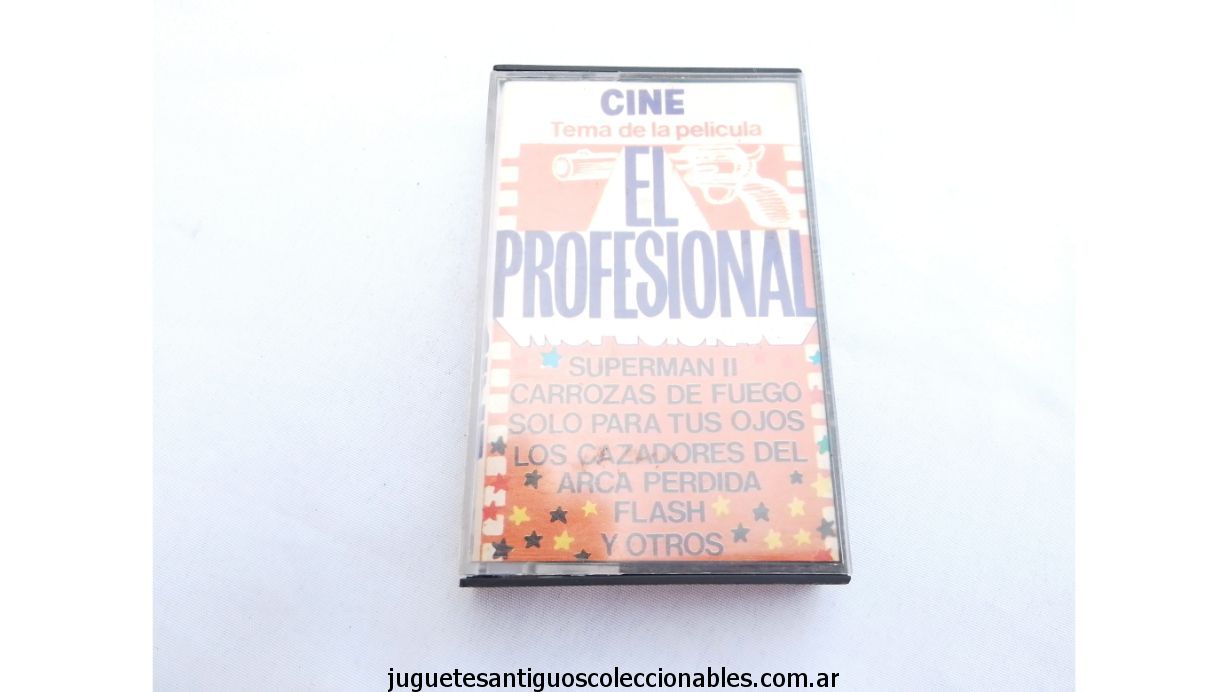 CINE
Tema de la pelicula
EL
PROFESIONAL
SUPERMAN II
CARROZAS DE FUEGO
SOLO PARA TUS OJOS
LOS CAZADORES DEL
ARCA PERDIDA
FLASH
Y OTROS
juguetesantiguoscoleccionables.com.ar